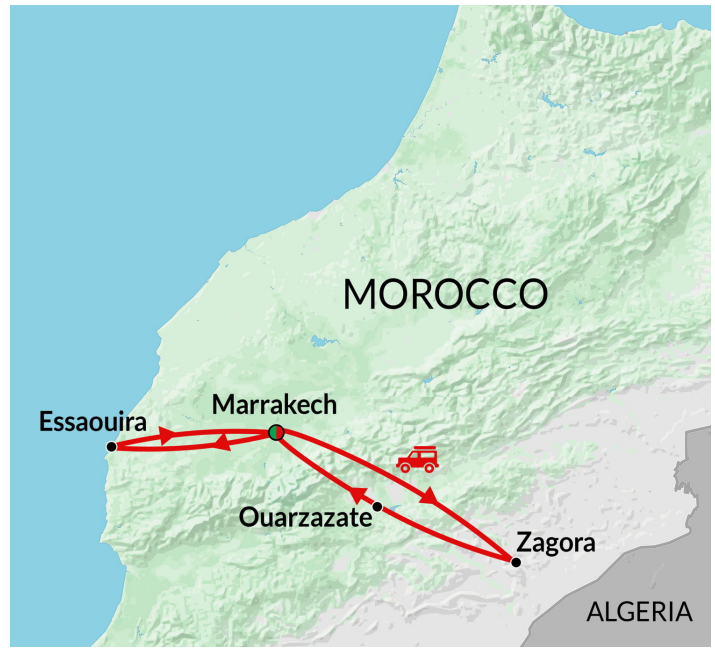 MOROCCO
Marrakech
Essaouira
Ouarzazate
Zagora
ALGERIA